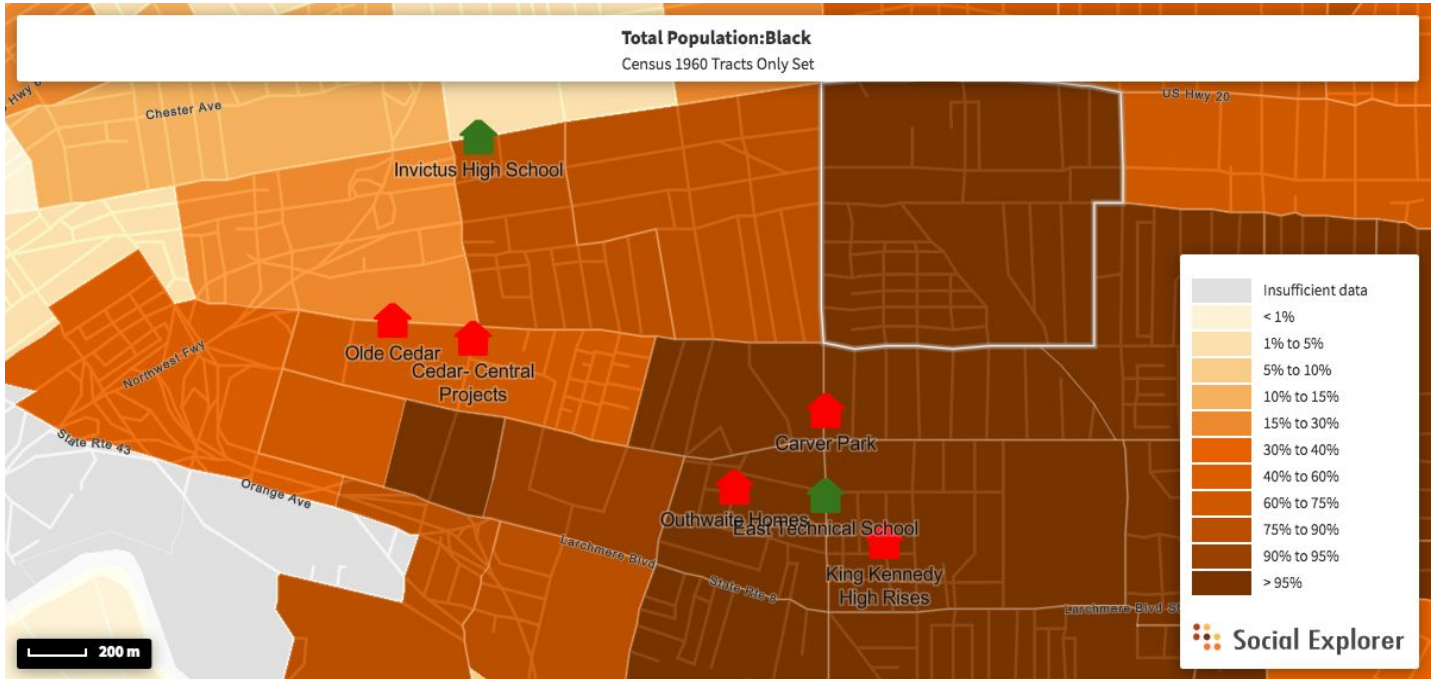 Total Population:Black
Census 1960 Tracts Only Set
Chester Ave
US Hwy 20
Invictus High School
Insufficient data
< 1%
1% to 5%
5% to 10%
10% to 15%
15% to 30%
30% to 40%
40% to 60%
60% to 75%
75% to 90%
90% to 95%
> 95%
Olde Cedar
Cedar- Central
Projects
Northwest Fwy
Carver Park
State Rte 43
Orange Ave
Outhwaite Homes
East Technical School
Larchmere Blvd
King Kennedy
High Rises
State Rte 8
Larchmere Blvd
200 m
Social Explorer